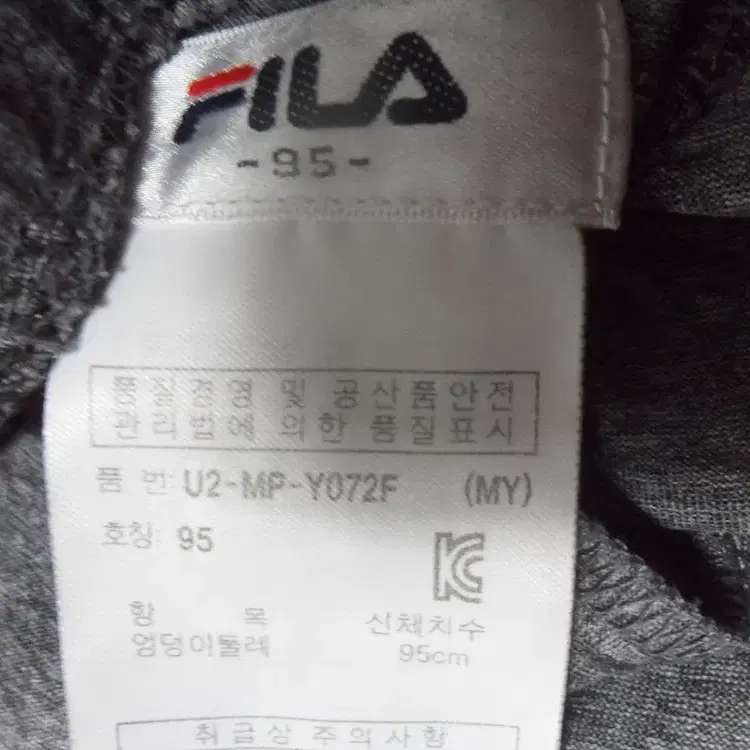 FILA
-95-
품질경영 및 공산품안전
관리법에 의한 품질표시
품 번 U2-MP-Y072F (MY)
호칭 95
KC
항 목 신체치수
엉덩이둘레 95cm
취급상 주의사항